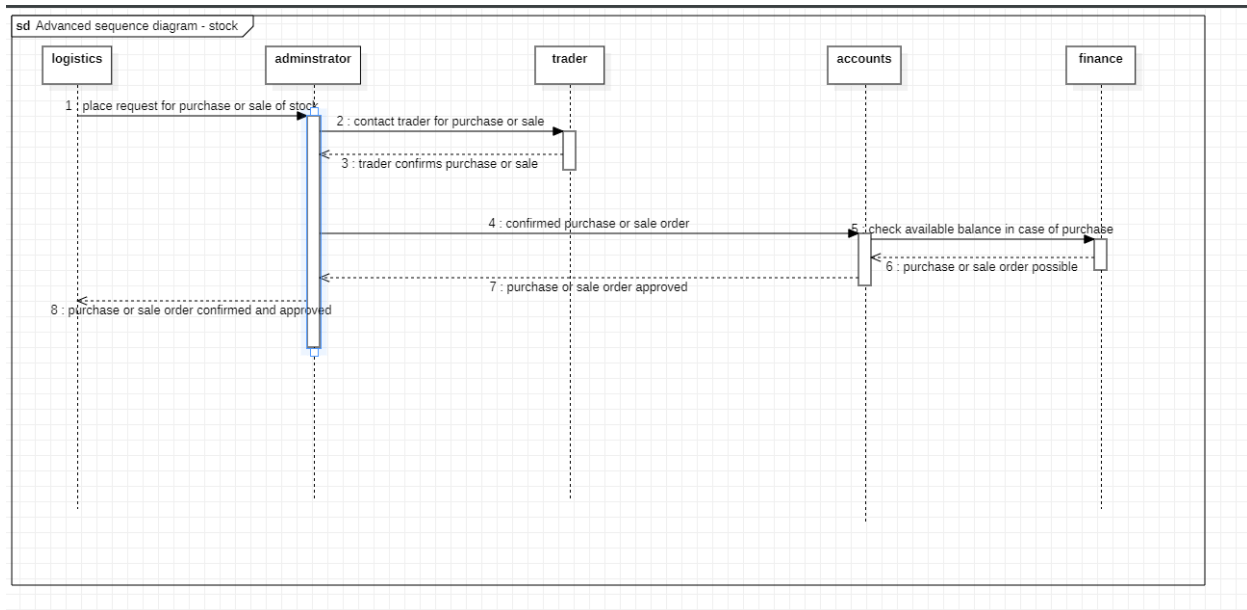 sd Advanced sequence diagram - stock
logistics
adminstrator
trader
accounts
finance
1 : place request for purchase or sale of stock
2 : contact trader for purchase or sale
3 : trader confirms purchase or sale
4 : confirmed purchase or sale order
5 : check available balance in case of purchase
6 : purchase or sale order possible
7 : purchase or sale order approved
8 : purchase or sale order confirmed and approved